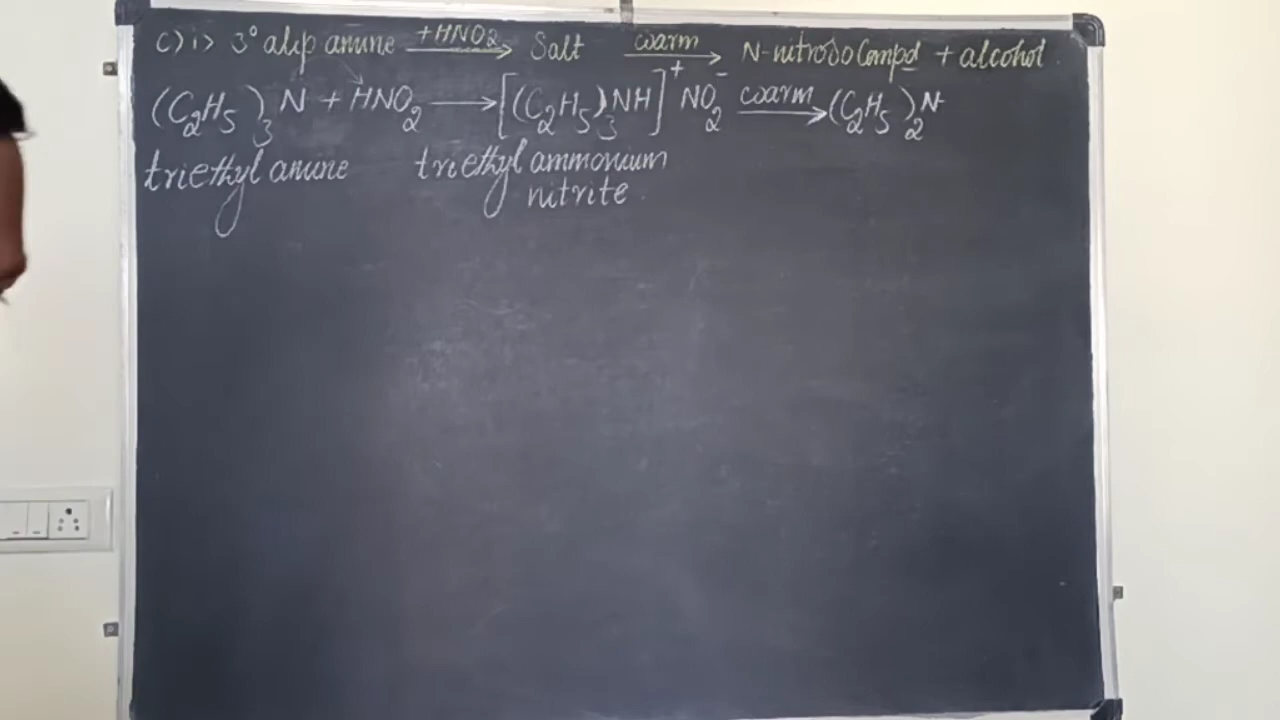 c) i> 3° alip amine +HNO2 → Salt warm → N-nitroso Compd + alcohol.
(C2H5)3 N + HNO2 → [(C2H5)3NH]+ NO2- warm → (C2H5)2N-
triethyl amine triethyl ammonium
nitrite.